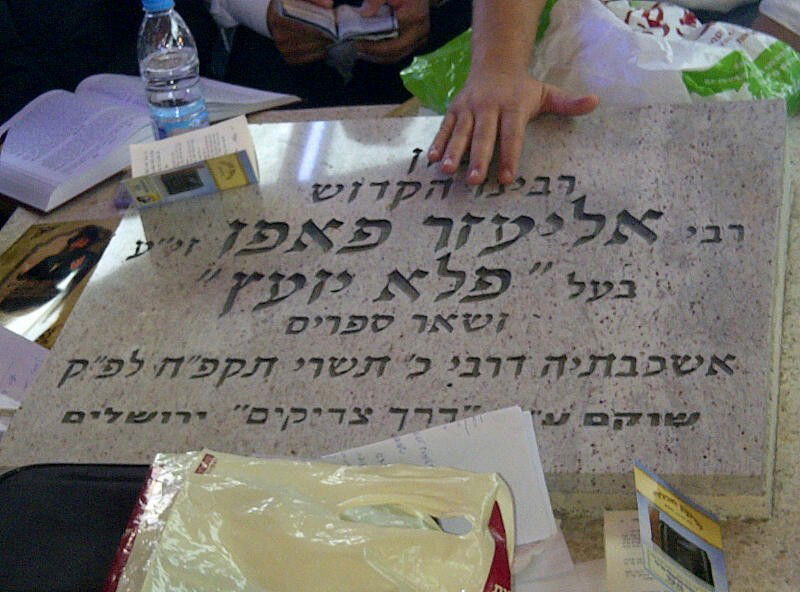 רבינו הקדוש
רבי אליעזר פאפו זי״ע
בעל "פלא יועץ"
ושאר ספרים
אשכבתיה דרבי כ׳ תשרי תקפ״ח לפ״ק
שוקם ע״י "דרך צדיקים" ירושלים